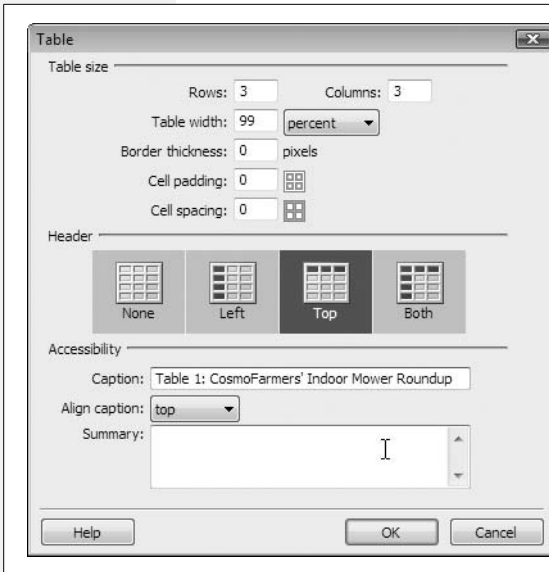 Table
Table size
Rows: 3 Columns: 3
Table width: 99 percent
Border thickness: 0 pixels
Cell padding: 0
Cell spacing: 0
Header
None Left Top Both
Accessibility
Caption: Table 1: CosmoFarmers' Indoor Mower Roundup
Align caption: top
Summary:
Help OK Cancel